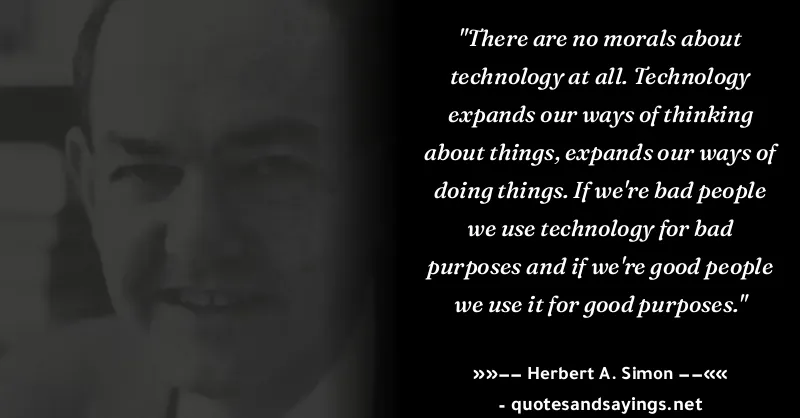 "There are no morals about
technology at all. Technology
expands our ways of thinking
about things, expands our ways of
doing things. If we're bad people
we use technology for bad
purposes and if we're good people
we use it for good purposes."
»»–– Herbert A. Simon ––««
- quotesandsayings.net